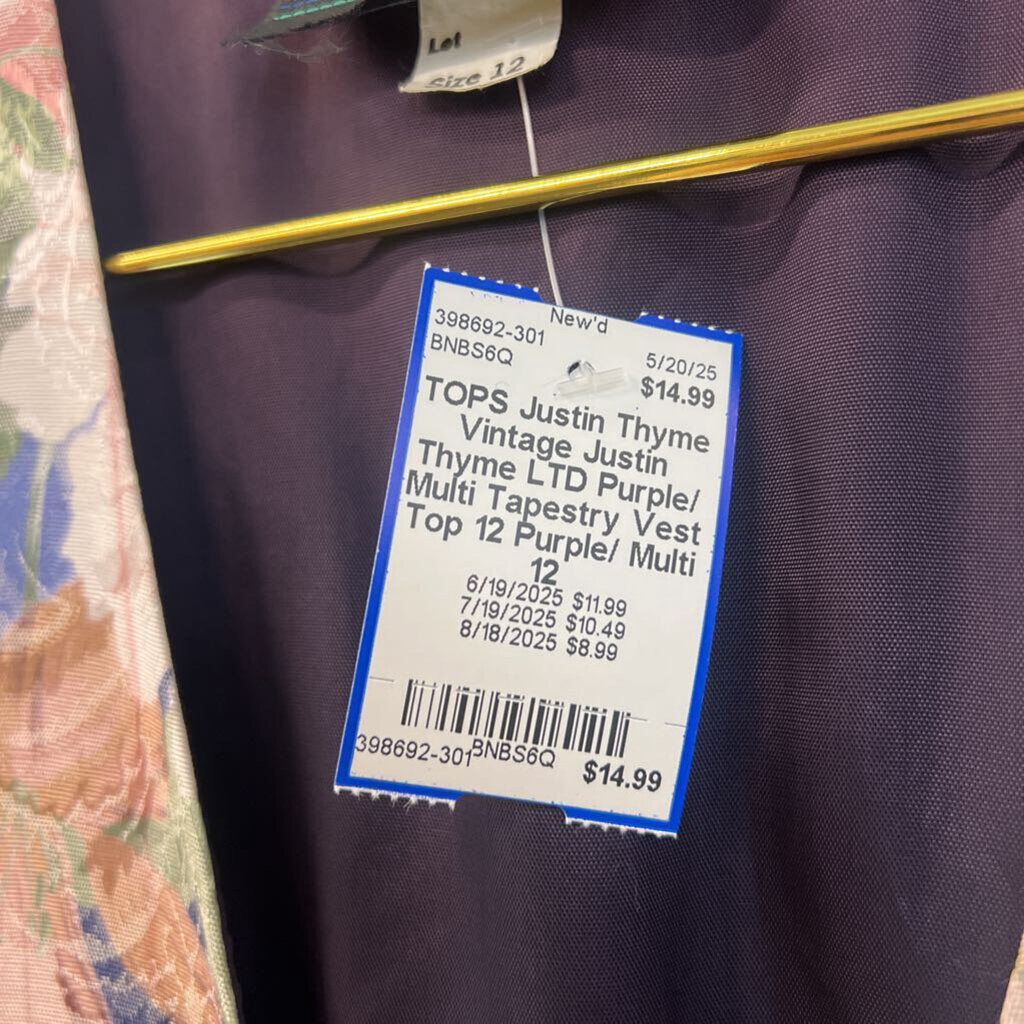 Lot
Size 12
New'd
398692-301
BNBS6Q
5/20/25
$14.99
TOPS Justin Thyme
Vintage Justin
Thyme LTD Purple/
Multi Tapestry Vest
Top 12 Purple/ Multi
12
6/19/2025 $11.99
7/19/2025 $10.49
8/18/2025 $8.99
398692-301 BNBS6Q
$14.99